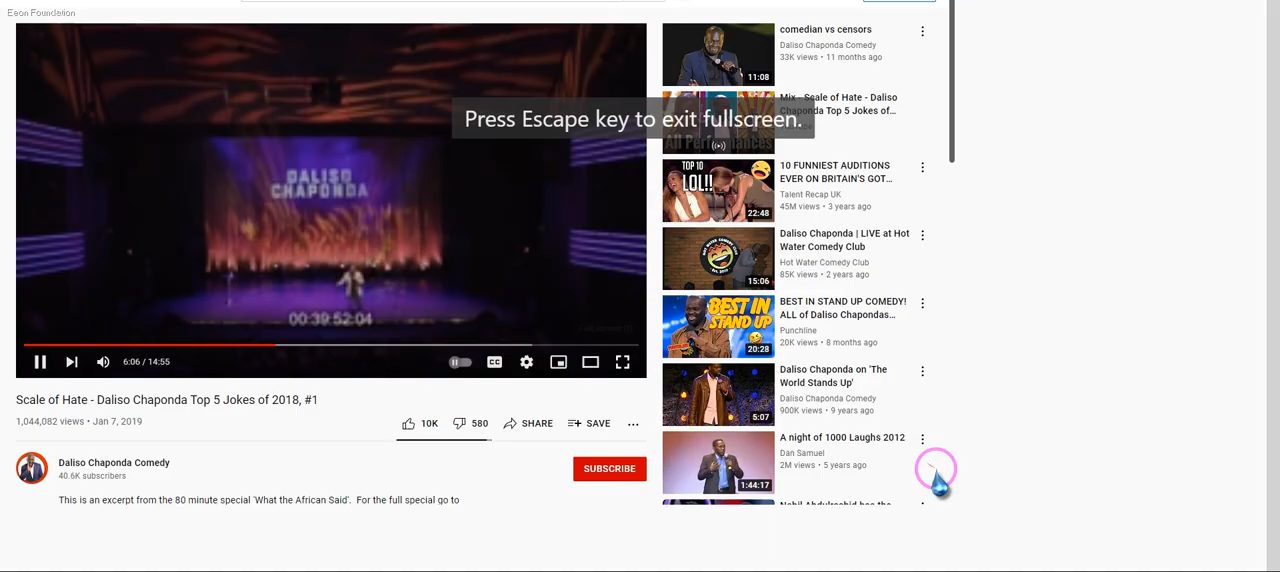 Eeon Foundation
DALISO
CHAPONDA
00:39:52:04
6:06 / 14:55
CC
Scale of Hate - Daliso Chaponda Top 5 Jokes of 2018, #1
1,044,082 views • Jan 7, 2019
10K
580
SHARE
SAVE
Daliso Chaponda Comedy
40.6K subscribers
SUBSCRIBE
This is an excerpt from the 80 minute special 'What the African Said'. For the full special go to
Press Escape key to exit fullscreen.
comedian vs censors
Daliso Chaponda Comedy
33K views • 11 months ago
11:08
Mix - Scale of Hate - Daliso
Chaponda Top 5 Jokes of…
All Performances
TOP 10
LOL!!
22:48
10 FUNNIEST AUDITIONS
EVER ON BRITAIN'S GOT…
Talent Recap UK
45M views • 3 years ago
15:06
Daliso Chaponda | LIVE at Hot
Water Comedy Club
Hot Water Comedy Club
85K views • 2 years ago
BEST IN
STAND UP
20:28
BEST IN STAND UP COMEDY!
ALL of Daliso Chapondas…
Punchline
20K views • 8 months ago
5:07
Daliso Chaponda on 'The
World Stands Up'
Daliso Chaponda Comedy
900K views • 9 years ago
1:44:17
A night of 1000 Laughs 2012
Dan Samuel
2M views • 5 years ago